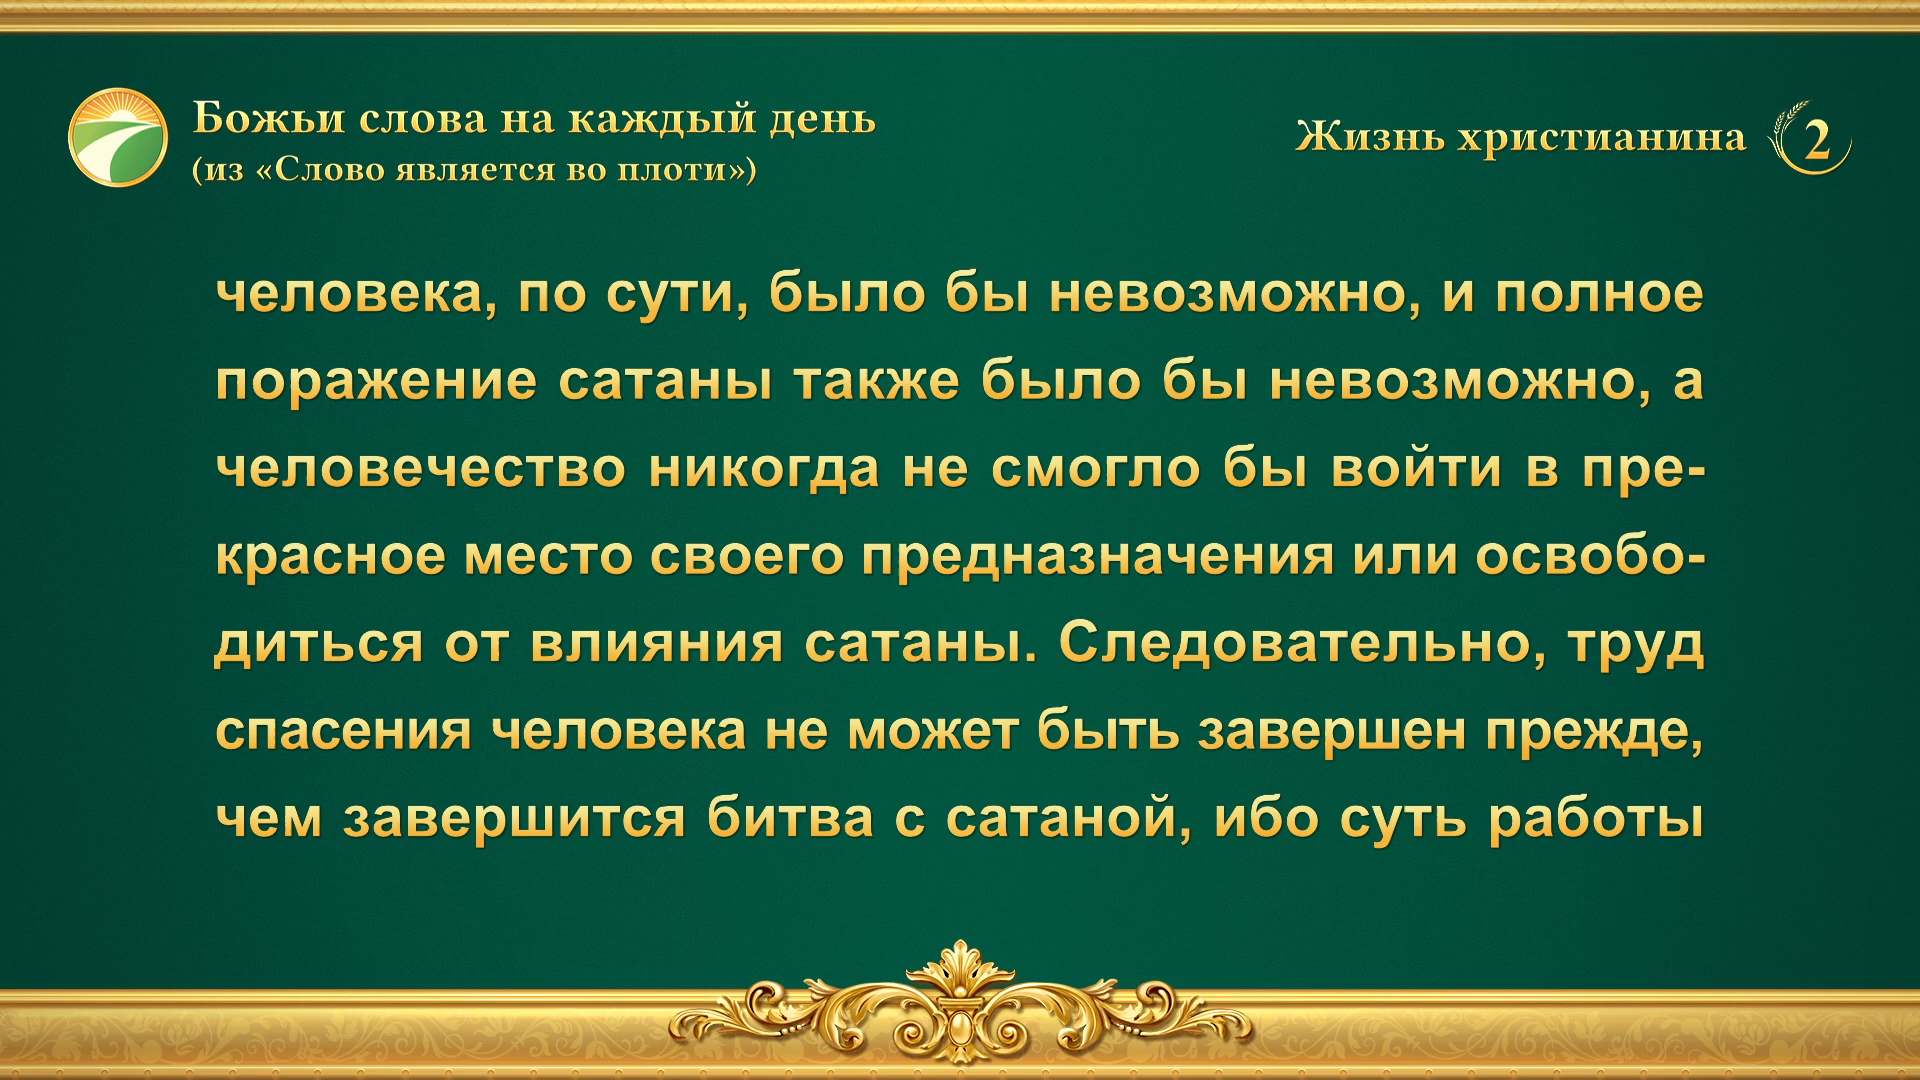 Божьи слова на каждый день
(из «Слово является во плоти»)
Жизнь христианина 2
человека, по сути, было бы невозможно, и полное
поражение сатаны также было бы невозможно, а
человечество никогда не смогло бы войти в пре-
красное место своего предназначения или освобо-
диться от влияния сатаны. Следовательно, труд
спасения человека не может быть завершен прежде,
чем завершится битва с сатаной, ибо суть работы